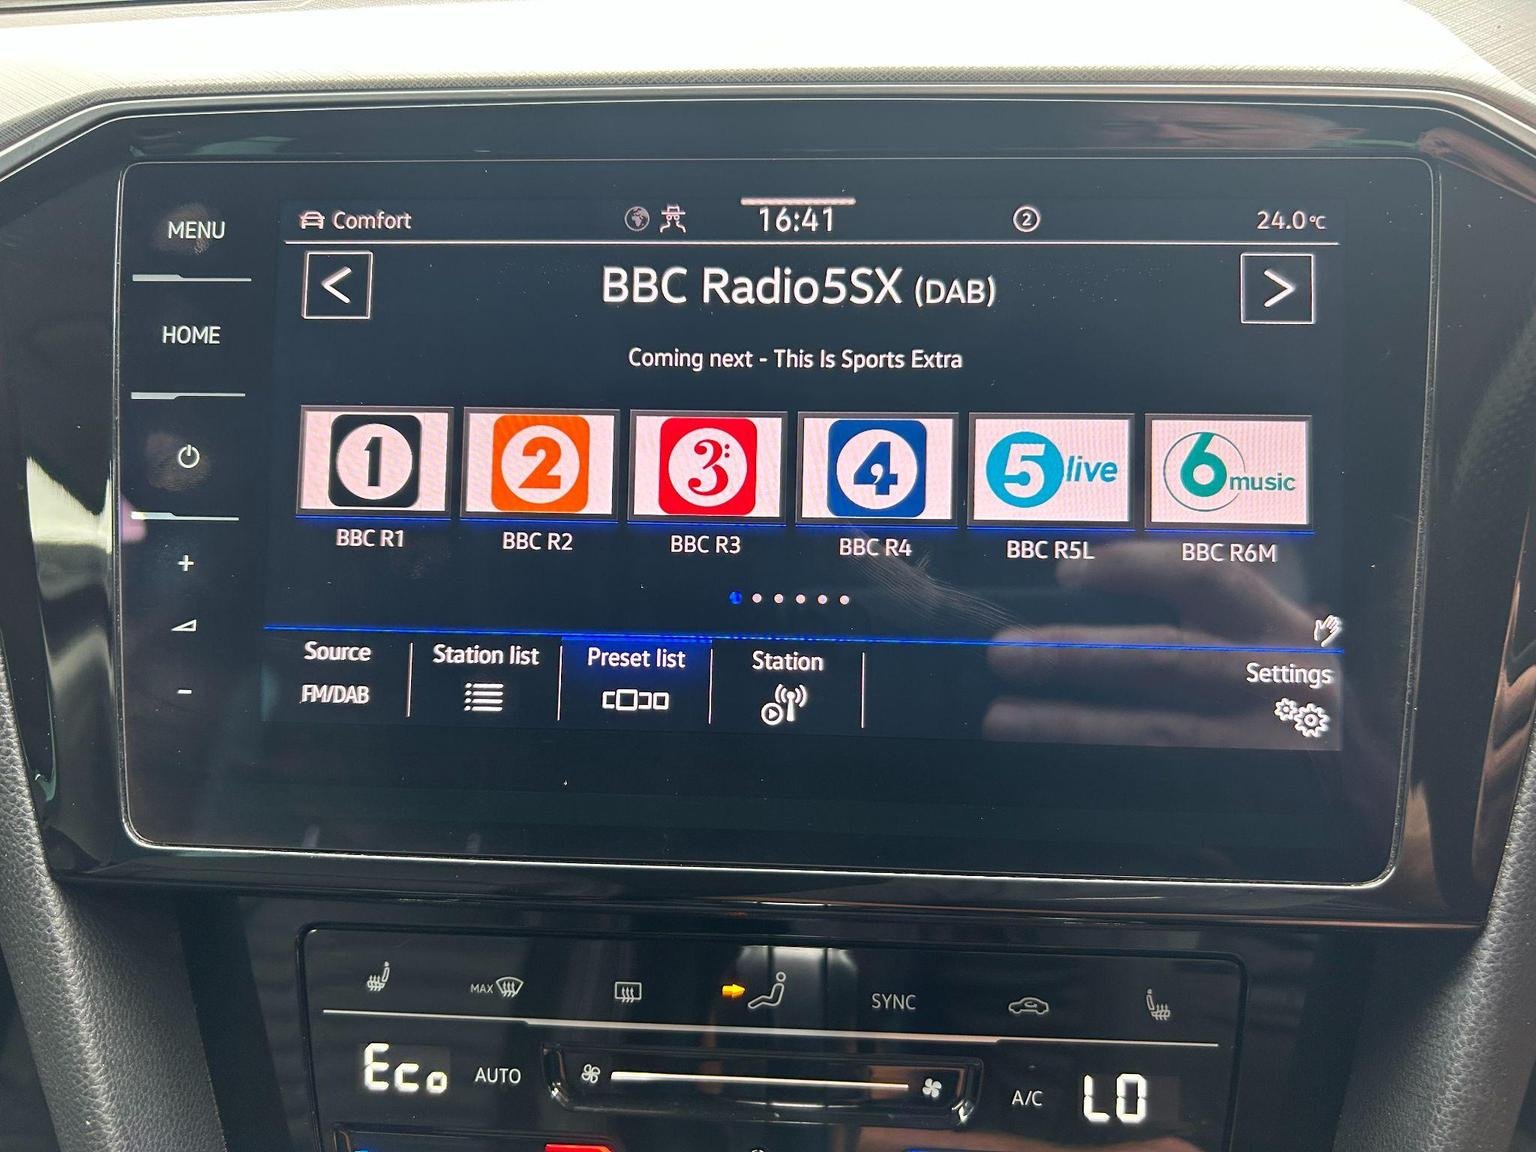 MENU
Comfort
16:41
2
24.0°C
<
BBC Radio5SX (DAB)
>
HOME
Coming next - This Is Sports Extra
1
2
3
4
5 live
6 music
BBC R1
BBC R2
BBC R3
BBC R4
BBC R5L
BBC R6M
+
-
Source
FM/DAB
Station list
Preset list
Station
Settings
MAX
SYNC
Eco
AUTO
A/C
LO